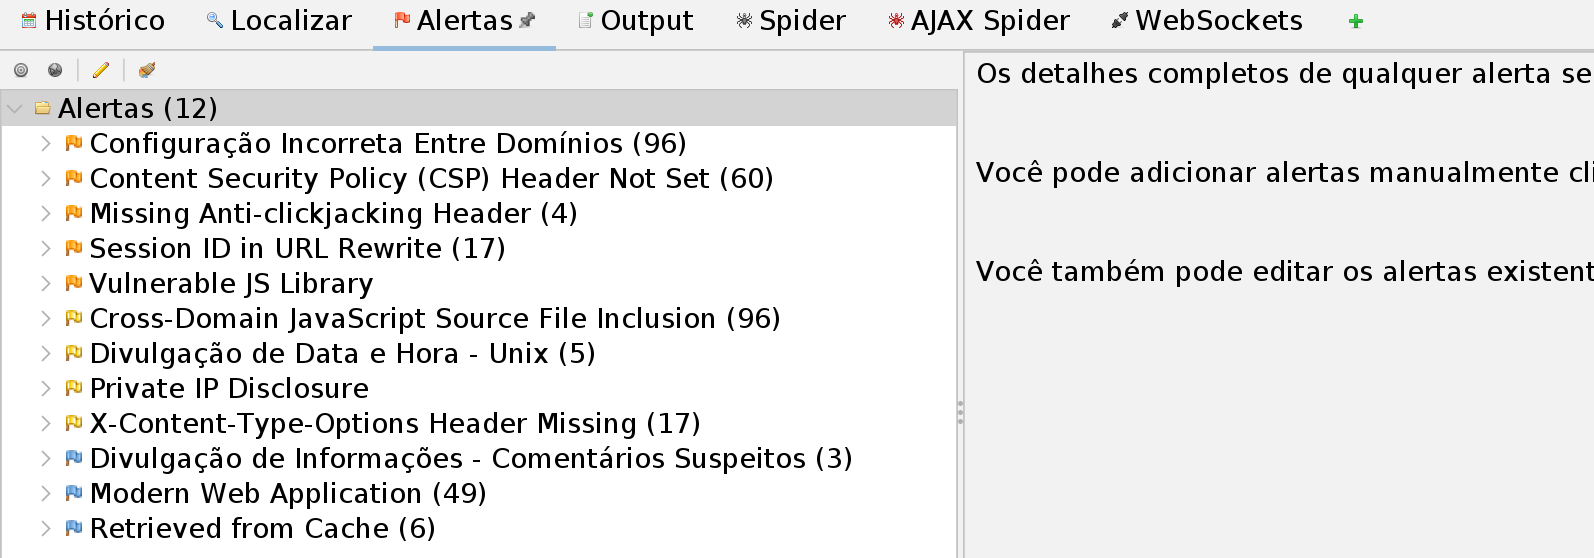 Histórico Localizar Alertas Output Spider AJAX Spider WebSockets
Alertas (12)
Configuração Incorreta Entre Domínios (96)
Content Security Policy (CSP) Header Not Set (60)
Missing Anti-clickjacking Header (4)
Session ID in URL Rewrite (17)
Vulnerable JS Library
Cross-Domain JavaScript Source File Inclusion (96)
Divulgação de Data e Hora - Unix (5)
Private IP Disclosure
X-Content-Type-Options Header Missing (17)
Divulgação de Informações - Comentários Suspeitos (3)
Modern Web Application (49)
Retrieved from Cache (6)
Os detalhes completos de qualquer alerta se
Você pode adicionar alertas manualmente cli
Você também pode editar os alertas existent